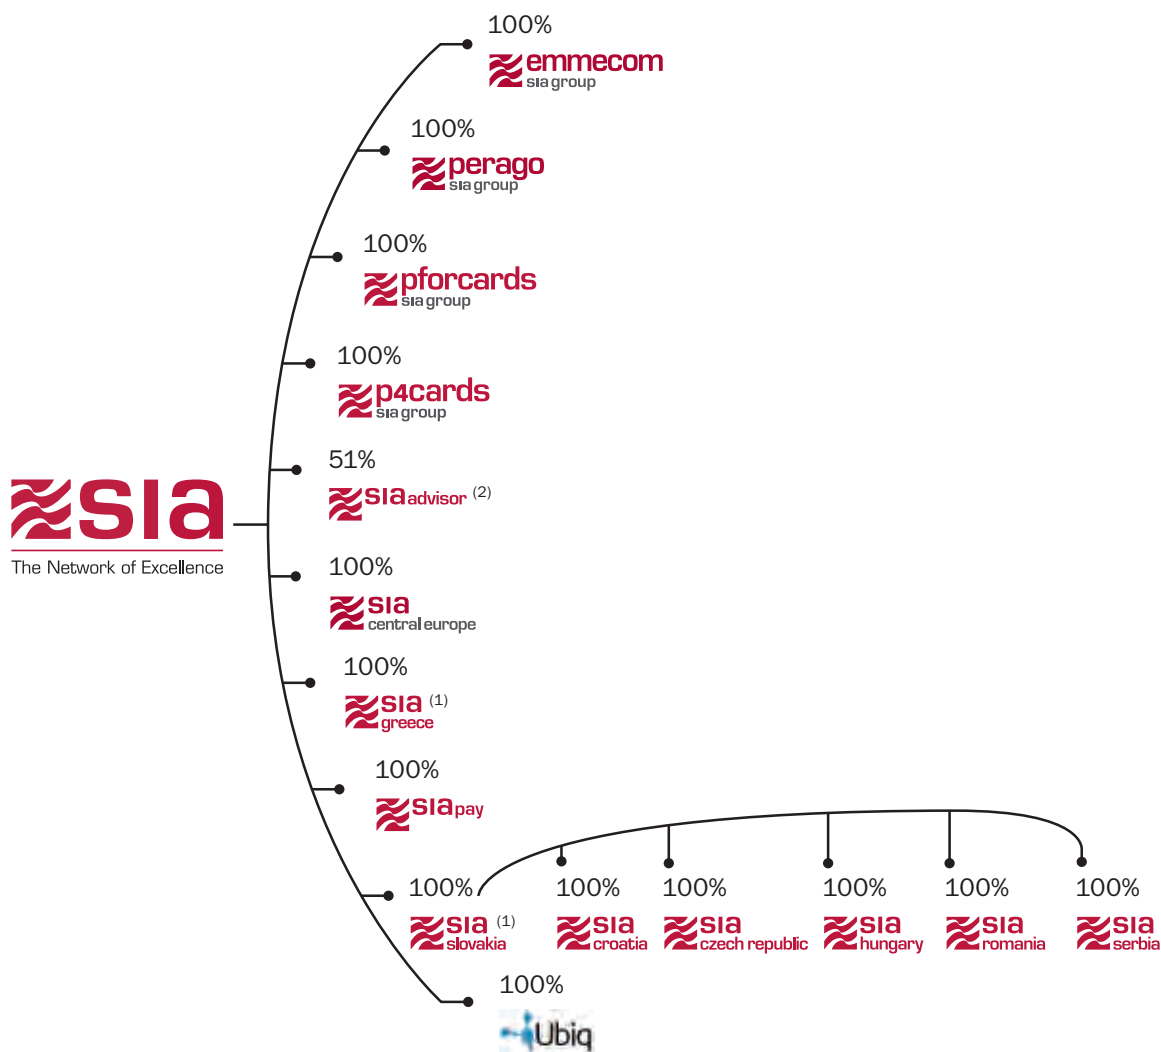 100%
emmecom
sia group
100%
perago
sia group
100%
pforcards
sia group
100%
p4cards
sia group
51%
sia advisor (2)
sia
The Network of Excellence
100%
sia
central europe
100%
sia (1)
greece
100%
sia pay
100% 100% 100% 100% 100% 100%
sia (1) sia sia sia sia sia
slovakia croatia czech republic hungary romania serbia
100%
Ubiq